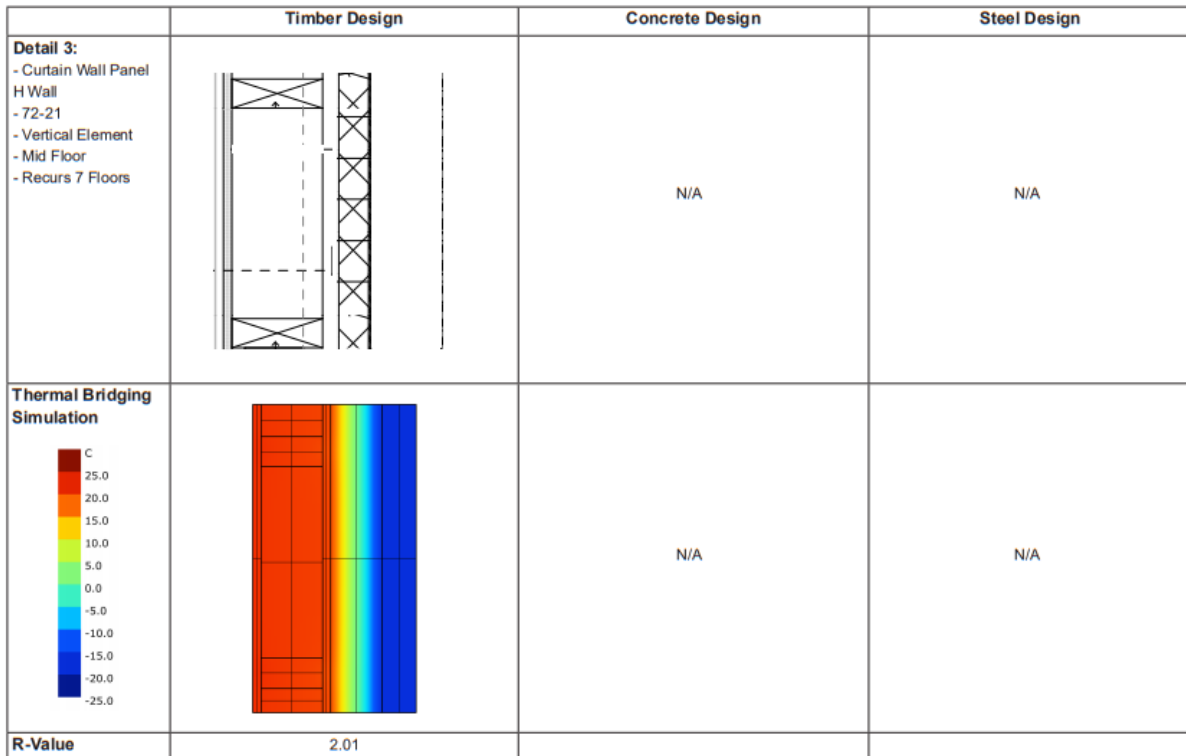 Timber Design
Concrete Design
Steel Design
Detail 3:
- Curtain Wall Panel
H Wall
- 72-21
- Vertical Element
- Mid Floor
- Recurs 7 Floors
N/A
N/A
Thermal Bridging
Simulation
C
25.0
20.0
15.0
10.0
5.0
0.0
-5.0
-10.0
-15.0
-20.0
-25.0
N/A
N/A
R-Value
2.01